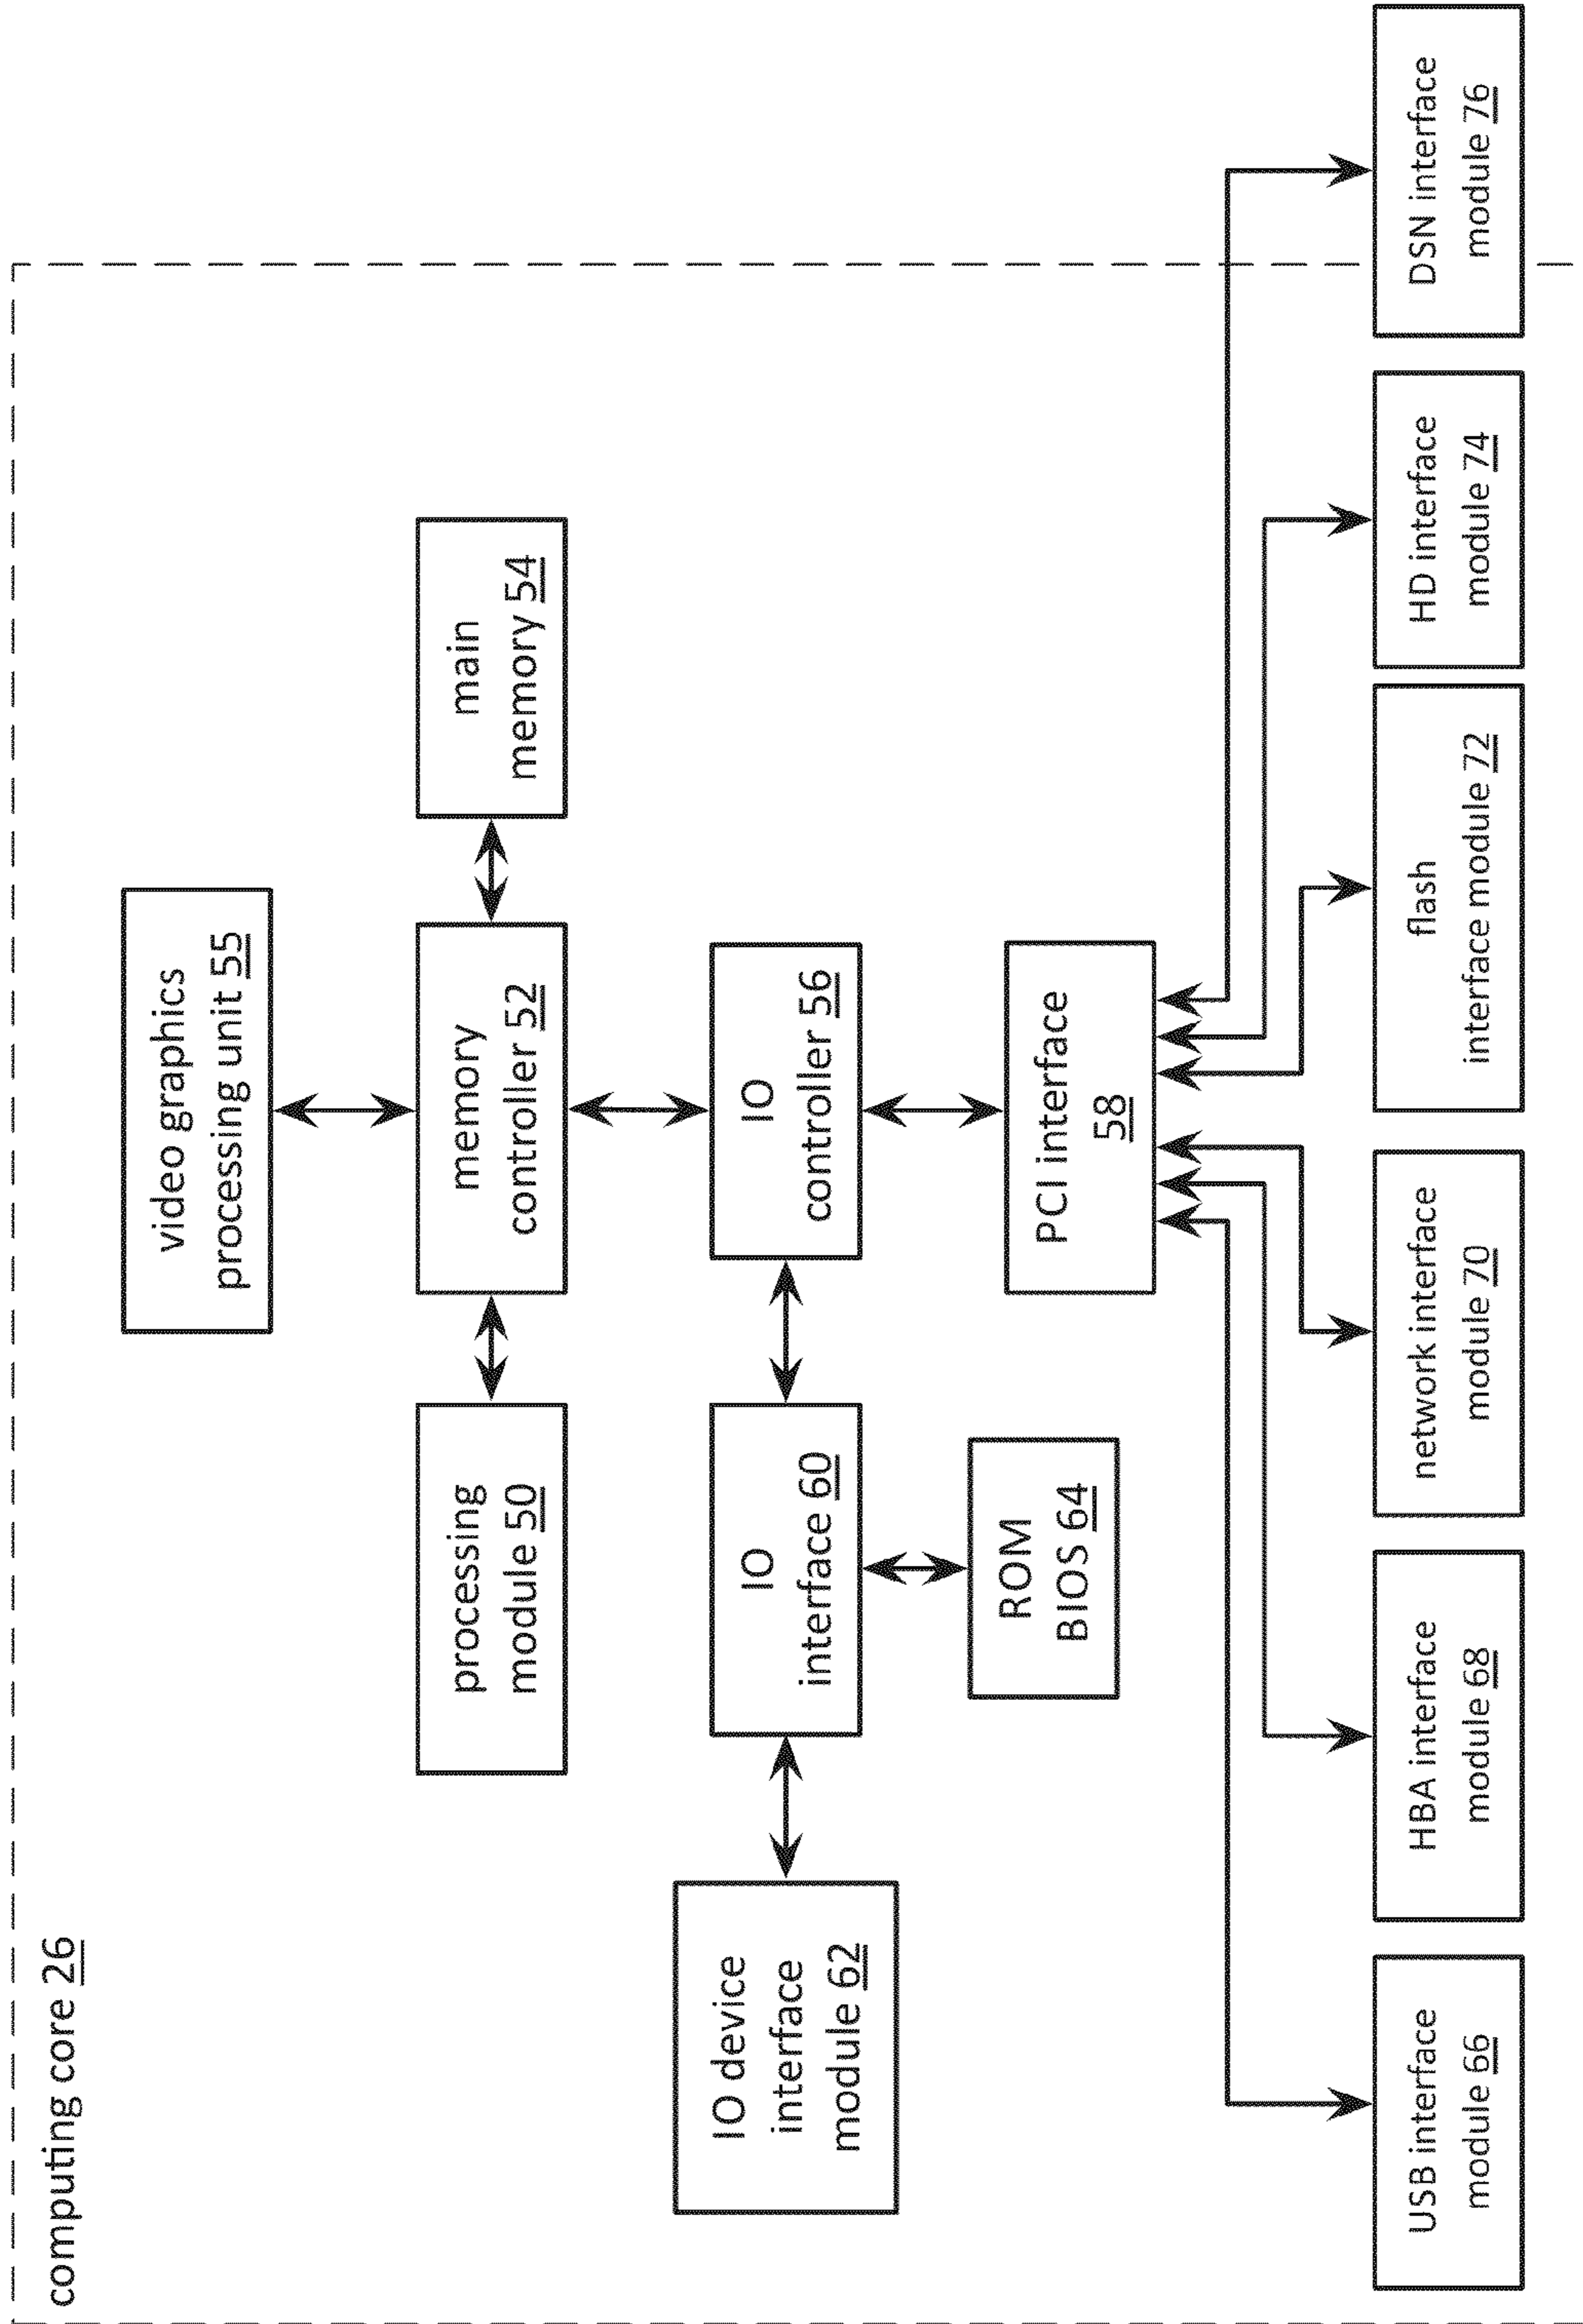 computing core 26
video graphics
processing unit 55
processing
module 50
memory
controller 52
main
memory 54
IO device
interface
module 62
IO
interface 60
IO
controller 56
ROM
BIOS 64
PCI interface
58
USB interface
module 66
HBA interface
module 68
network interface
module 70
flash
interface module 72
HD interface
module 74
DSN interface
module 76